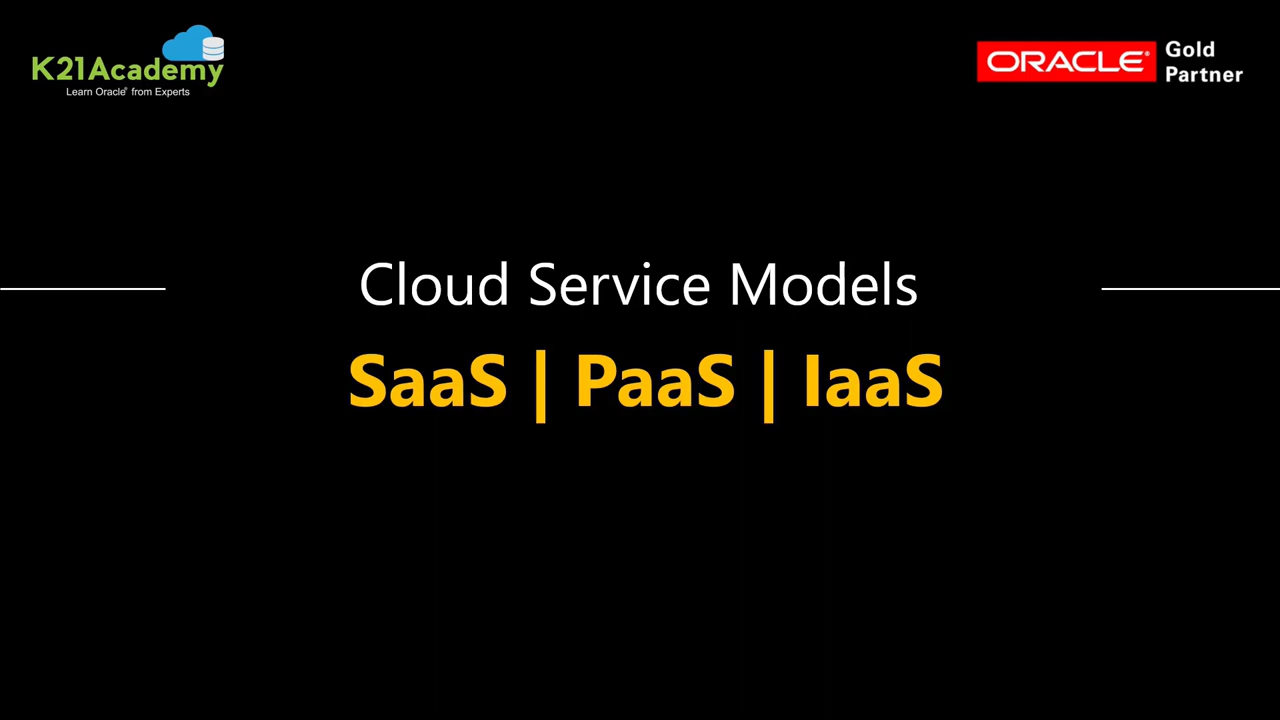 K21Academy
Learn Oracle® from Experts
ORACLE®
Gold
Partner
Cloud Service Models
SaaS | PaaS | IaaS